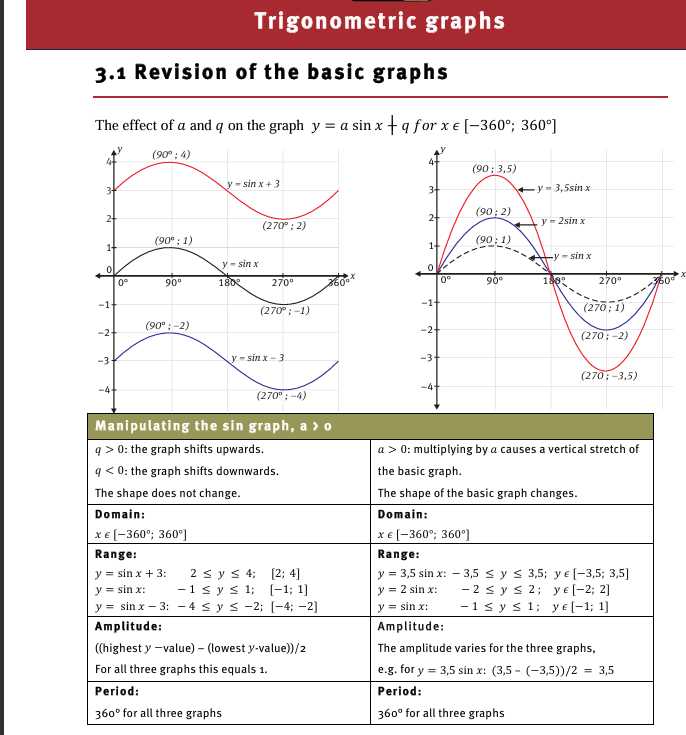 Trigonometric graphs
3.1 Revision of the basic graphs
The effect of a and q on the graph y = a sin x + q for x ϵ [−360°; 360°]
y
(90° ; 4)
4
3
y = sin x + 3
2
(270° ; 2)
1
(90° ; 1)
y = sin x
0
0° 90° 180° 270° 360° x
−1
(270° ; −1)
−2
(90° ; −2)
−3
y = sin x − 3
−4
(270° ; −4)
y
4
(90 ; 3,5)
3
y = 3,5sin x
2
(90 ; 2)
y = 2sin x
1
(90 ; 1)
y = sin x
0
0° 90° 180° 270° 360° x
−1
(270 ; 1)
−2
(270 ; −2)
−3
(270 ; −3,5)
−4
Manipulating the sin graph, a > 0
q > 0: the graph shifts upwards.
q < 0: the graph shifts downwards.
The shape does not change.
a > 0: multiplying by a causes a vertical stretch of
the basic graph.
The shape of the basic graph changes.
Domain:
x ϵ [−360°; 360°]
Domain:
x ϵ [−360°; 360°]
Range:
y = sin x + 3: 2 ≤ y ≤ 4; [2; 4]
y = sin x: − 1 ≤ y ≤ 1; [−1; 1]
y = sin x − 3: − 4 ≤ y ≤ −2; [−4; −2]
Range:
y = 3,5 sin x: − 3,5 ≤ y ≤ 3,5; y ϵ [−3,5; 3,5]
y = 2 sin x: − 2 ≤ y ≤ 2; y ϵ [−2; 2]
y = sin x: − 1 ≤ y ≤ 1; y ϵ [−1; 1]
Amplitude:
((highest y −value) – (lowest y-value))/2
For all three graphs this equals 1.
Amplitude:
The amplitude varies for the three graphs,
e.g. for y = 3,5 sin x: (3,5 – (−3,5))/2 = 3,5
Period:
360° for all three graphs
Period:
360° for all three graphs